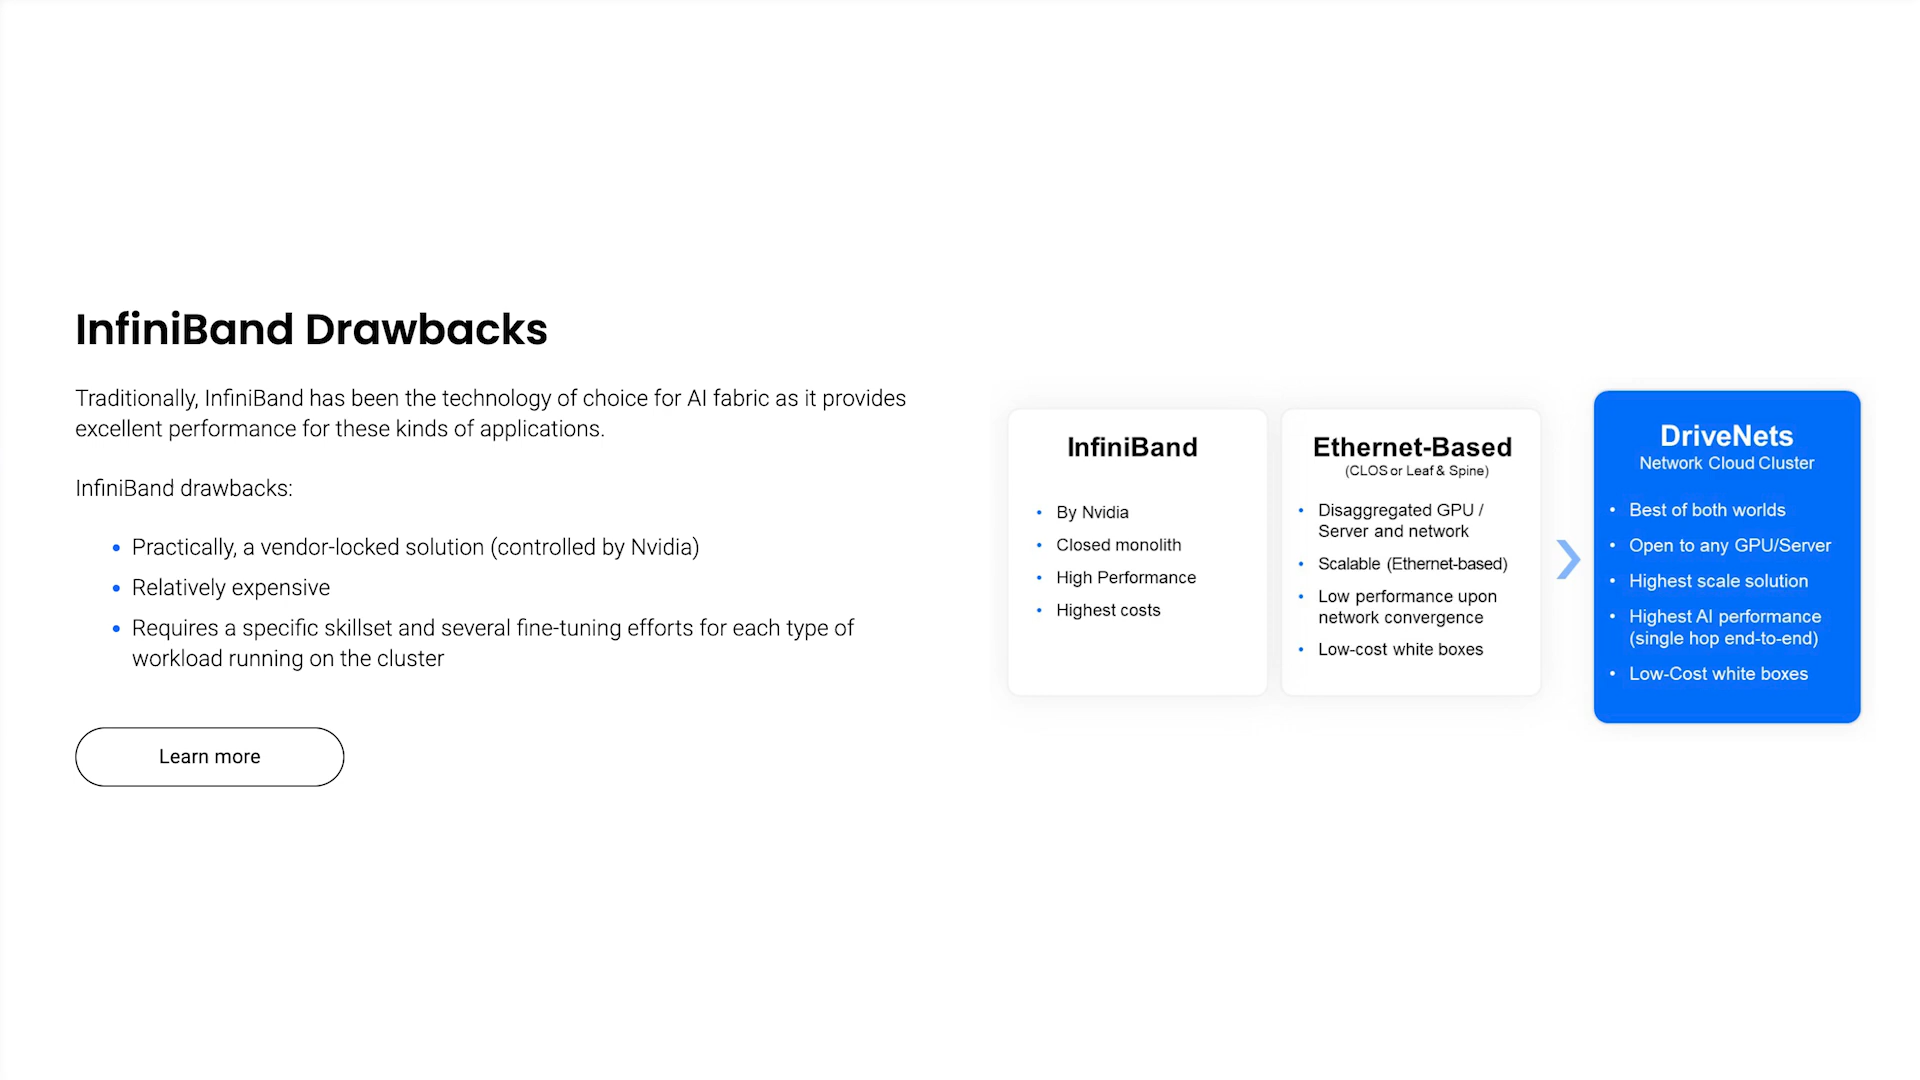 InfiniBand Drawbacks
Traditionally, InfiniBand has been the technology of choice for AI fabric as it provides
excellent performance for these kinds of applications.
InfiniBand drawbacks:
• Practically, a vendor-locked solution (controlled by Nvidia)
• Relatively expensive
• Requires a specific skillset and several fine-tuning efforts for each type of
workload running on the cluster
Learn more
InfiniBand
• By Nvidia
• Closed monolith
• High Performance
• Highest costs
Ethernet-Based
(CLOS or Leaf & Spine)
• Disaggregated GPU /
Server and network
• Scalable (Ethernet-based)
• Low performance upon
network convergence
• Low-cost white boxes
DriveNets
Network Cloud Cluster
• Best of both worlds
• Open to any GPU/Server
• Highest scale solution
• Highest AI performance
(single hop end-to-end)
• Low-Cost white boxes